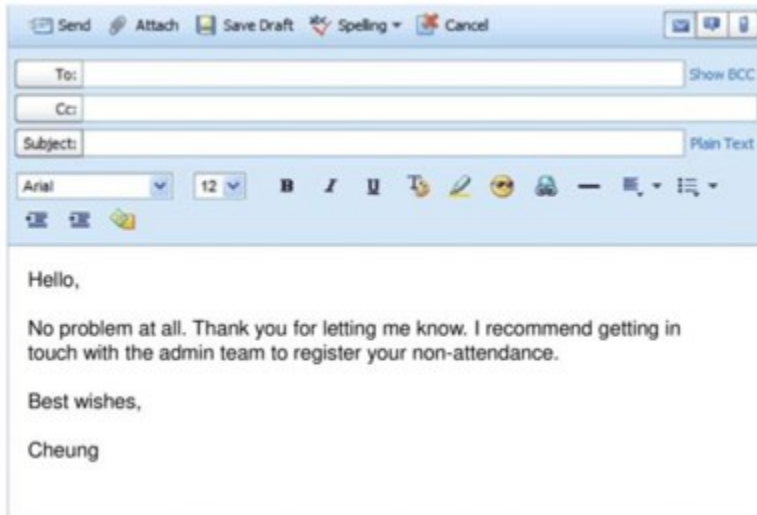 Send Attach Save Draft Spelling Cancel
To: Show BCC
Cc:
Subject: Plain Text
Arial 12 B I U
Hello,
No problem at all. Thank you for letting me know. I recommend getting in
touch with the admin team to register your non-attendance.
Best wishes,
Cheung